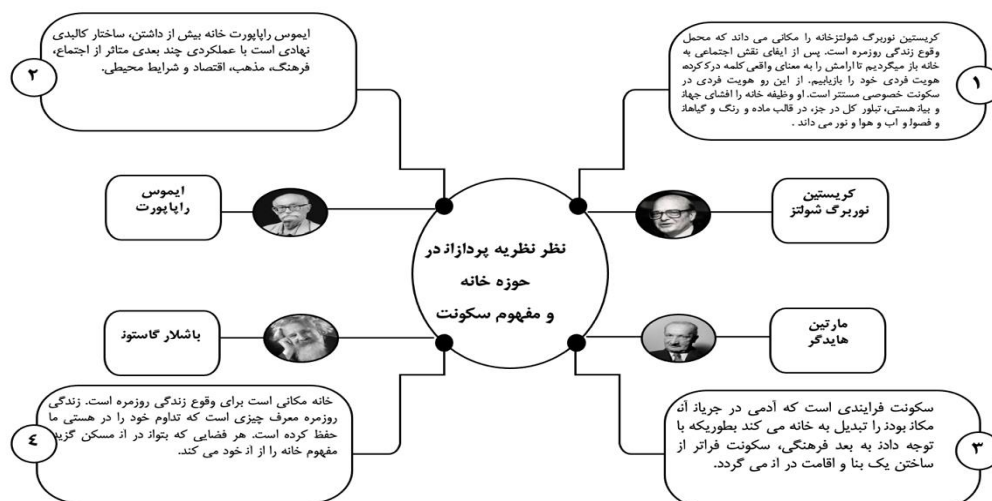 کریستین نوربرگ شولتزخانه را مکانی می داند که محمل
وقوع زندگی روزمره است. پس از ایفای نقش اجتماعی به
خانه باز میگردیم تا ارامش را به معنای واقعی کلمه درک کرده،
هویت فردی خود را بازیابیم. از این رو هویت فردی در
سکونت خصوصی مستتر است. او وظیفه خانه را افشای جهاﻧ
و بیاﻧ هستی، تبلور کل در جز، در قالب ماده و رنگ و گیاهاﻧ
و فصول و اب و هوا و نور می داند .
۱
ایموس راپاپورت خانه بیش از داشتن، ساختار کالبدی
نهادی است با عملکردی چند بعدی متاثر از اجتماع،
فرهنگ، مذهب، اقتصاد و شرایط محیطی.
۲
کریستین
نوربرگ شولتز
ایموس
راپاپورت
نظر نظریه پردازاﻧ در
حوزه خانه
و مفهوم سکونت
مارتین
هایدگر
باشلار گاستوﻧ
سکونت فرایندی است که آدمی در جریاﻧ آﻧ
مکاﻧ بودﻧ را تبدیل به خانه می کند بطوریکه با
توجه دادﻧ به بعد فرهنگی، سکونت فراتر از
ساختن یک بنا و اقامت در اﻧ می گردد.
۳
خانه مکانی است برای وقوع زندگی روزمره است. زندگی
روزمره معرف چیزی است که تداوم خود را در هستی ما
حفظ کرده است. هر فضایی که بتواند در اﻧ مسکن گزید
مفهوم خانه را از اﻧ خود می کند.
٤